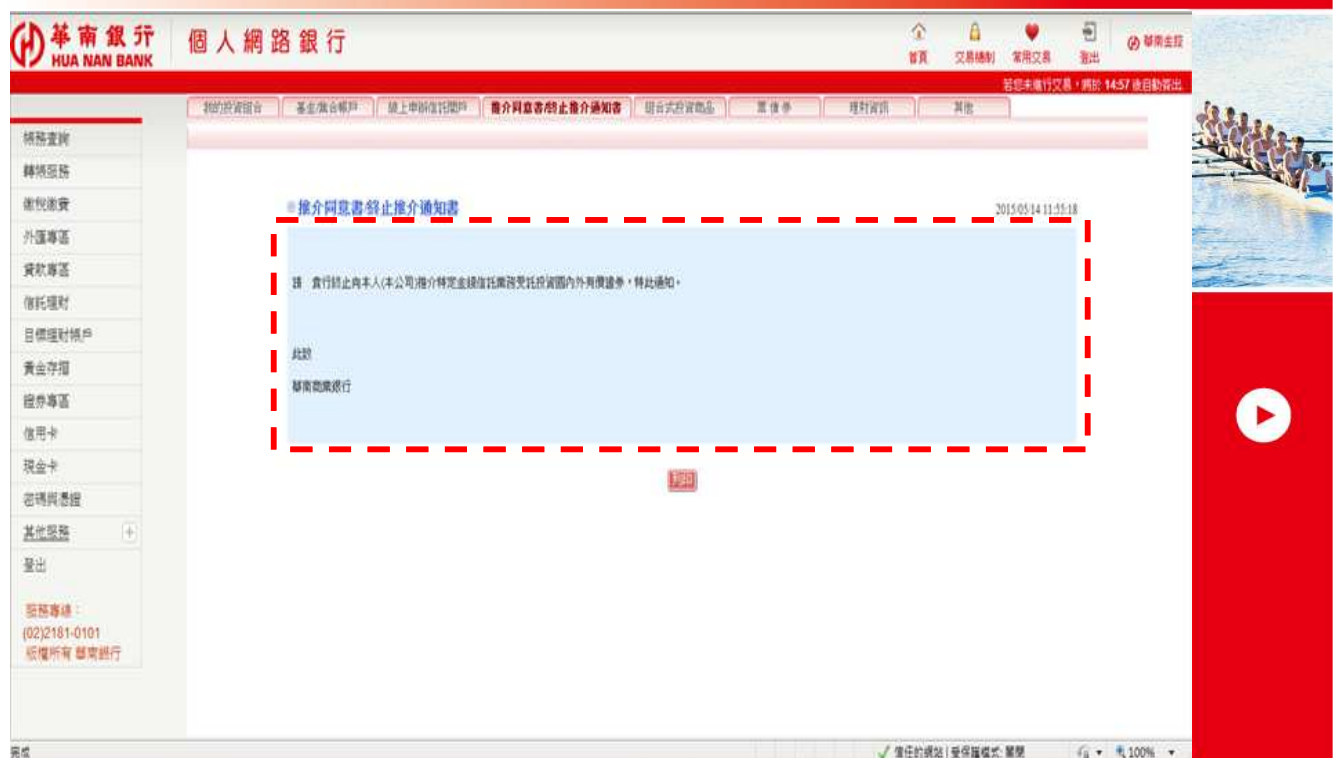 華南銀行
HUA NAN BANK
個人網路銀行
首頁
交易機制
常用交易
登出
華南金控
若您未進行交易,將於 14:57 後自動簽出
我的投資組合
基金/集合帳戶
線上申辦信託開戶
推介同意書/終止推介通知書
組合式投資商品
票債券
理財資訊
其他
帳務查詢
轉帳服務
繳稅繳費
外匯專區
貸款專區
信託理財
目標理財帳戶
黃金存摺
證券專區
信用卡
現金卡
密碼與憑證
其他服務
登出
服務專線:
(02)2181-0101
版權所有 華南銀行
推介同意書/終止推介通知書
2015/05/14 11:55:18
請 貴行終止向本人(本公司)推介特定金錢信託業務受託投資國內外有價證券,特此通知。
此致
華南商業銀行
列印
完成
信任的網站 | 受保護模式: 關閉
100%